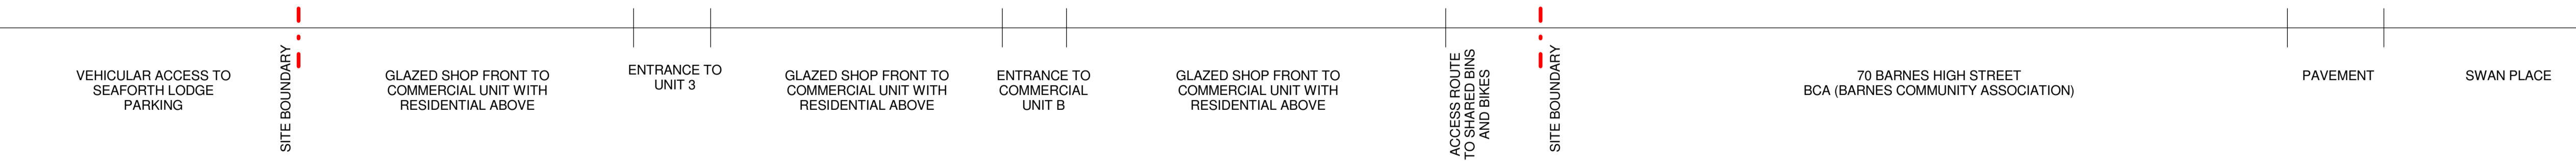 VEHICULAR ACCESS TO
SEAFORTH LODGE
PARKING
SITE BOUNDARY
GLAZED SHOP FRONT TO
COMMERCIAL UNIT WITH
RESIDENTIAL ABOVE
ENTRANCE TO
UNIT 3
GLAZED SHOP FRONT TO
COMMERCIAL UNIT WITH
RESIDENTIAL ABOVE
ENTRANCE TO
COMMERCIAL
UNIT B
GLAZED SHOP FRONT TO
COMMERCIAL UNIT WITH
RESIDENTIAL ABOVE
ACCESS ROUTE
TO SHARED BINS
AND BIKES
SITE BOUNDARY
70 BARNES HIGH STREET
BCA (BARNES COMMUNITY ASSOCIATION)
PAVEMENT
SWAN PLACE